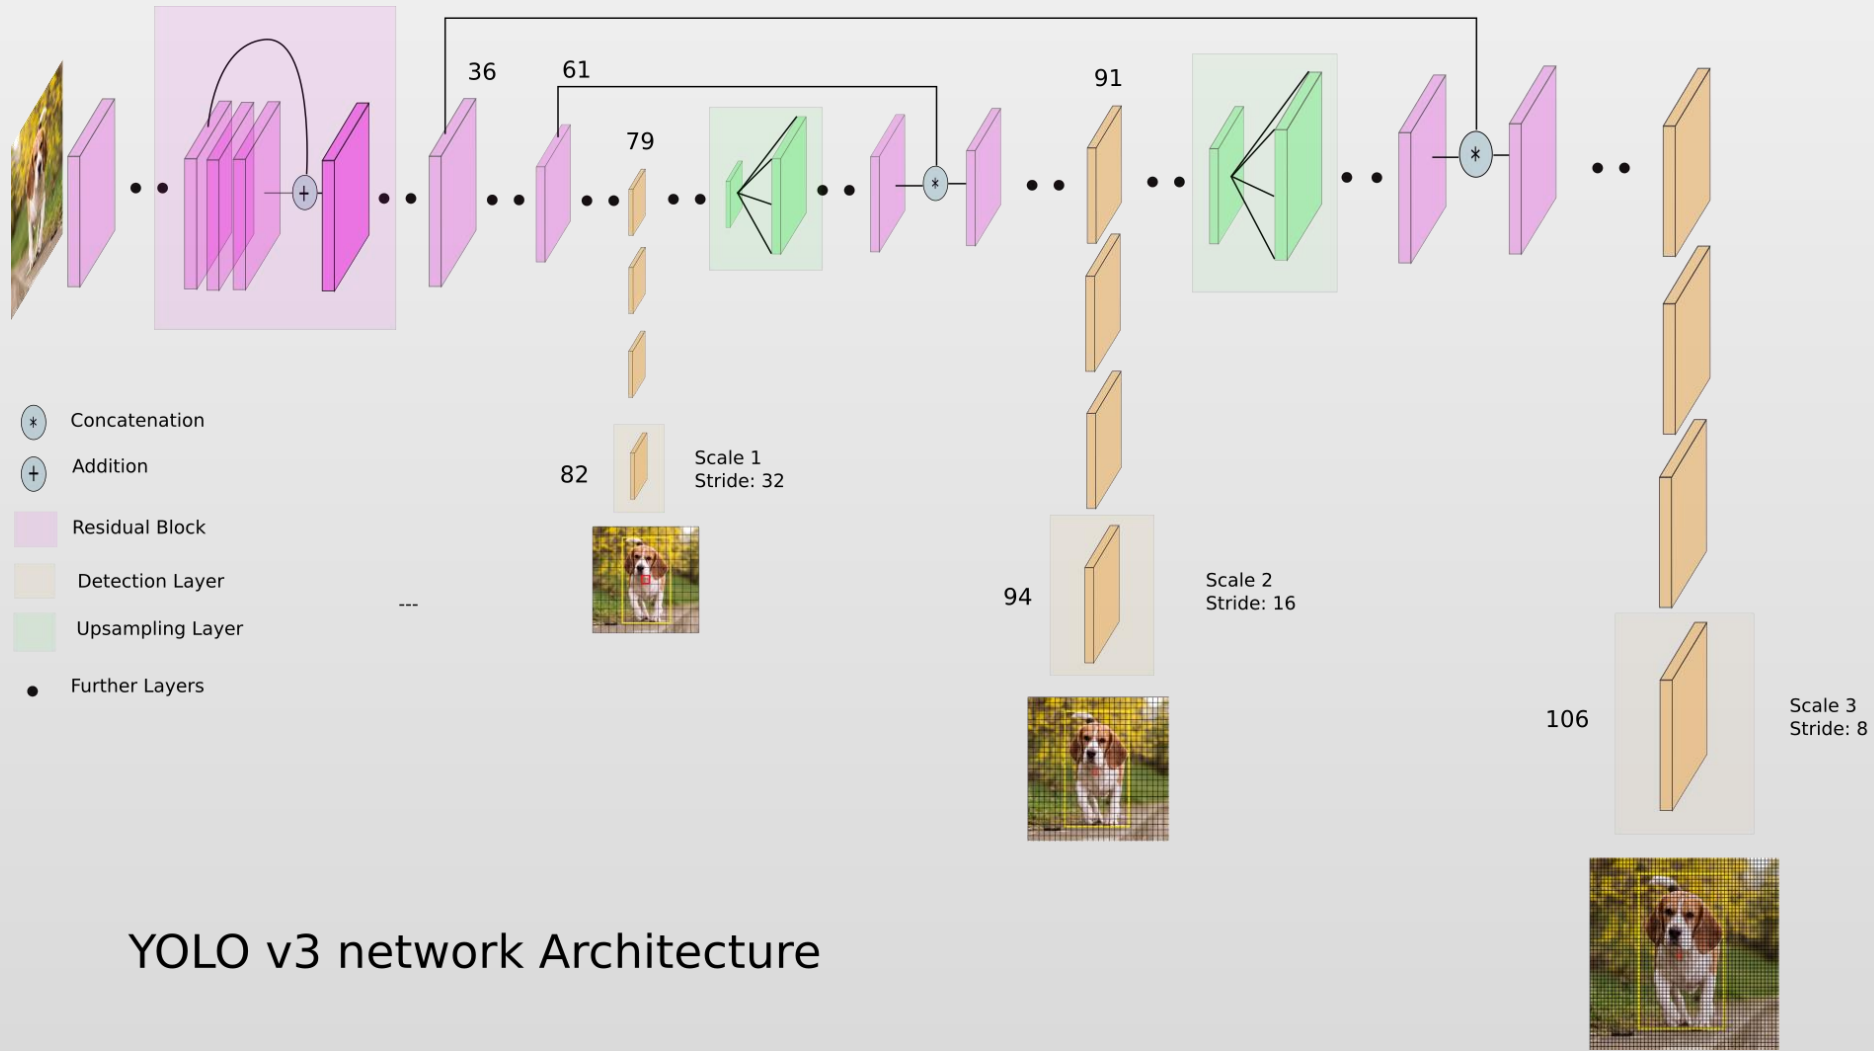 36
61
91
79
+
*
*
* Concatenation
+ Addition
Residual Block
Detection Layer
Upsampling Layer
Further Layers
---
82
Scale 1
Stride: 32
94
Scale 2
Stride: 16
106
Scale 3
Stride: 8
YOLO v3 network Architecture